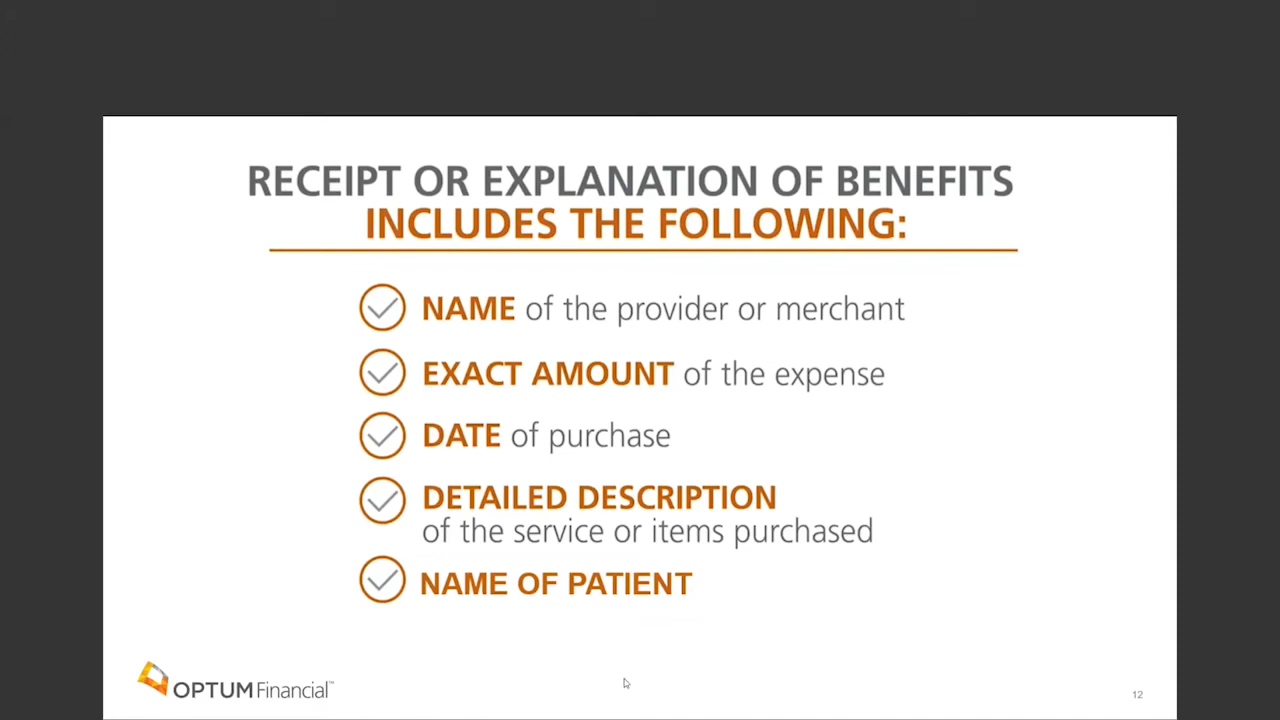 RECEIPT OR EXPLANATION OF BENEFITS
INCLUDES THE FOLLOWING:
NAME of the provider or merchant
EXACT AMOUNT of the expense
DATE of purchase
DETAILED DESCRIPTION
of the service or items purchased
NAME OF PATIENT
OPTUM Financial™
12